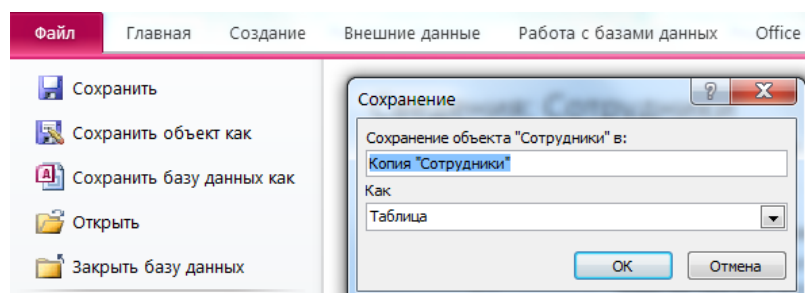 Файл Главная Создание Внешние данные Работа с базами данных Office
Сохранить
Сохранить объект как
Сохранить базу данных как
Открыть
Закрыть базу данных
Сохранение
Сохранение объекта "Сотрудники" в:
Копия "Сотрудники"
Как
Таблица
ОК Отмена